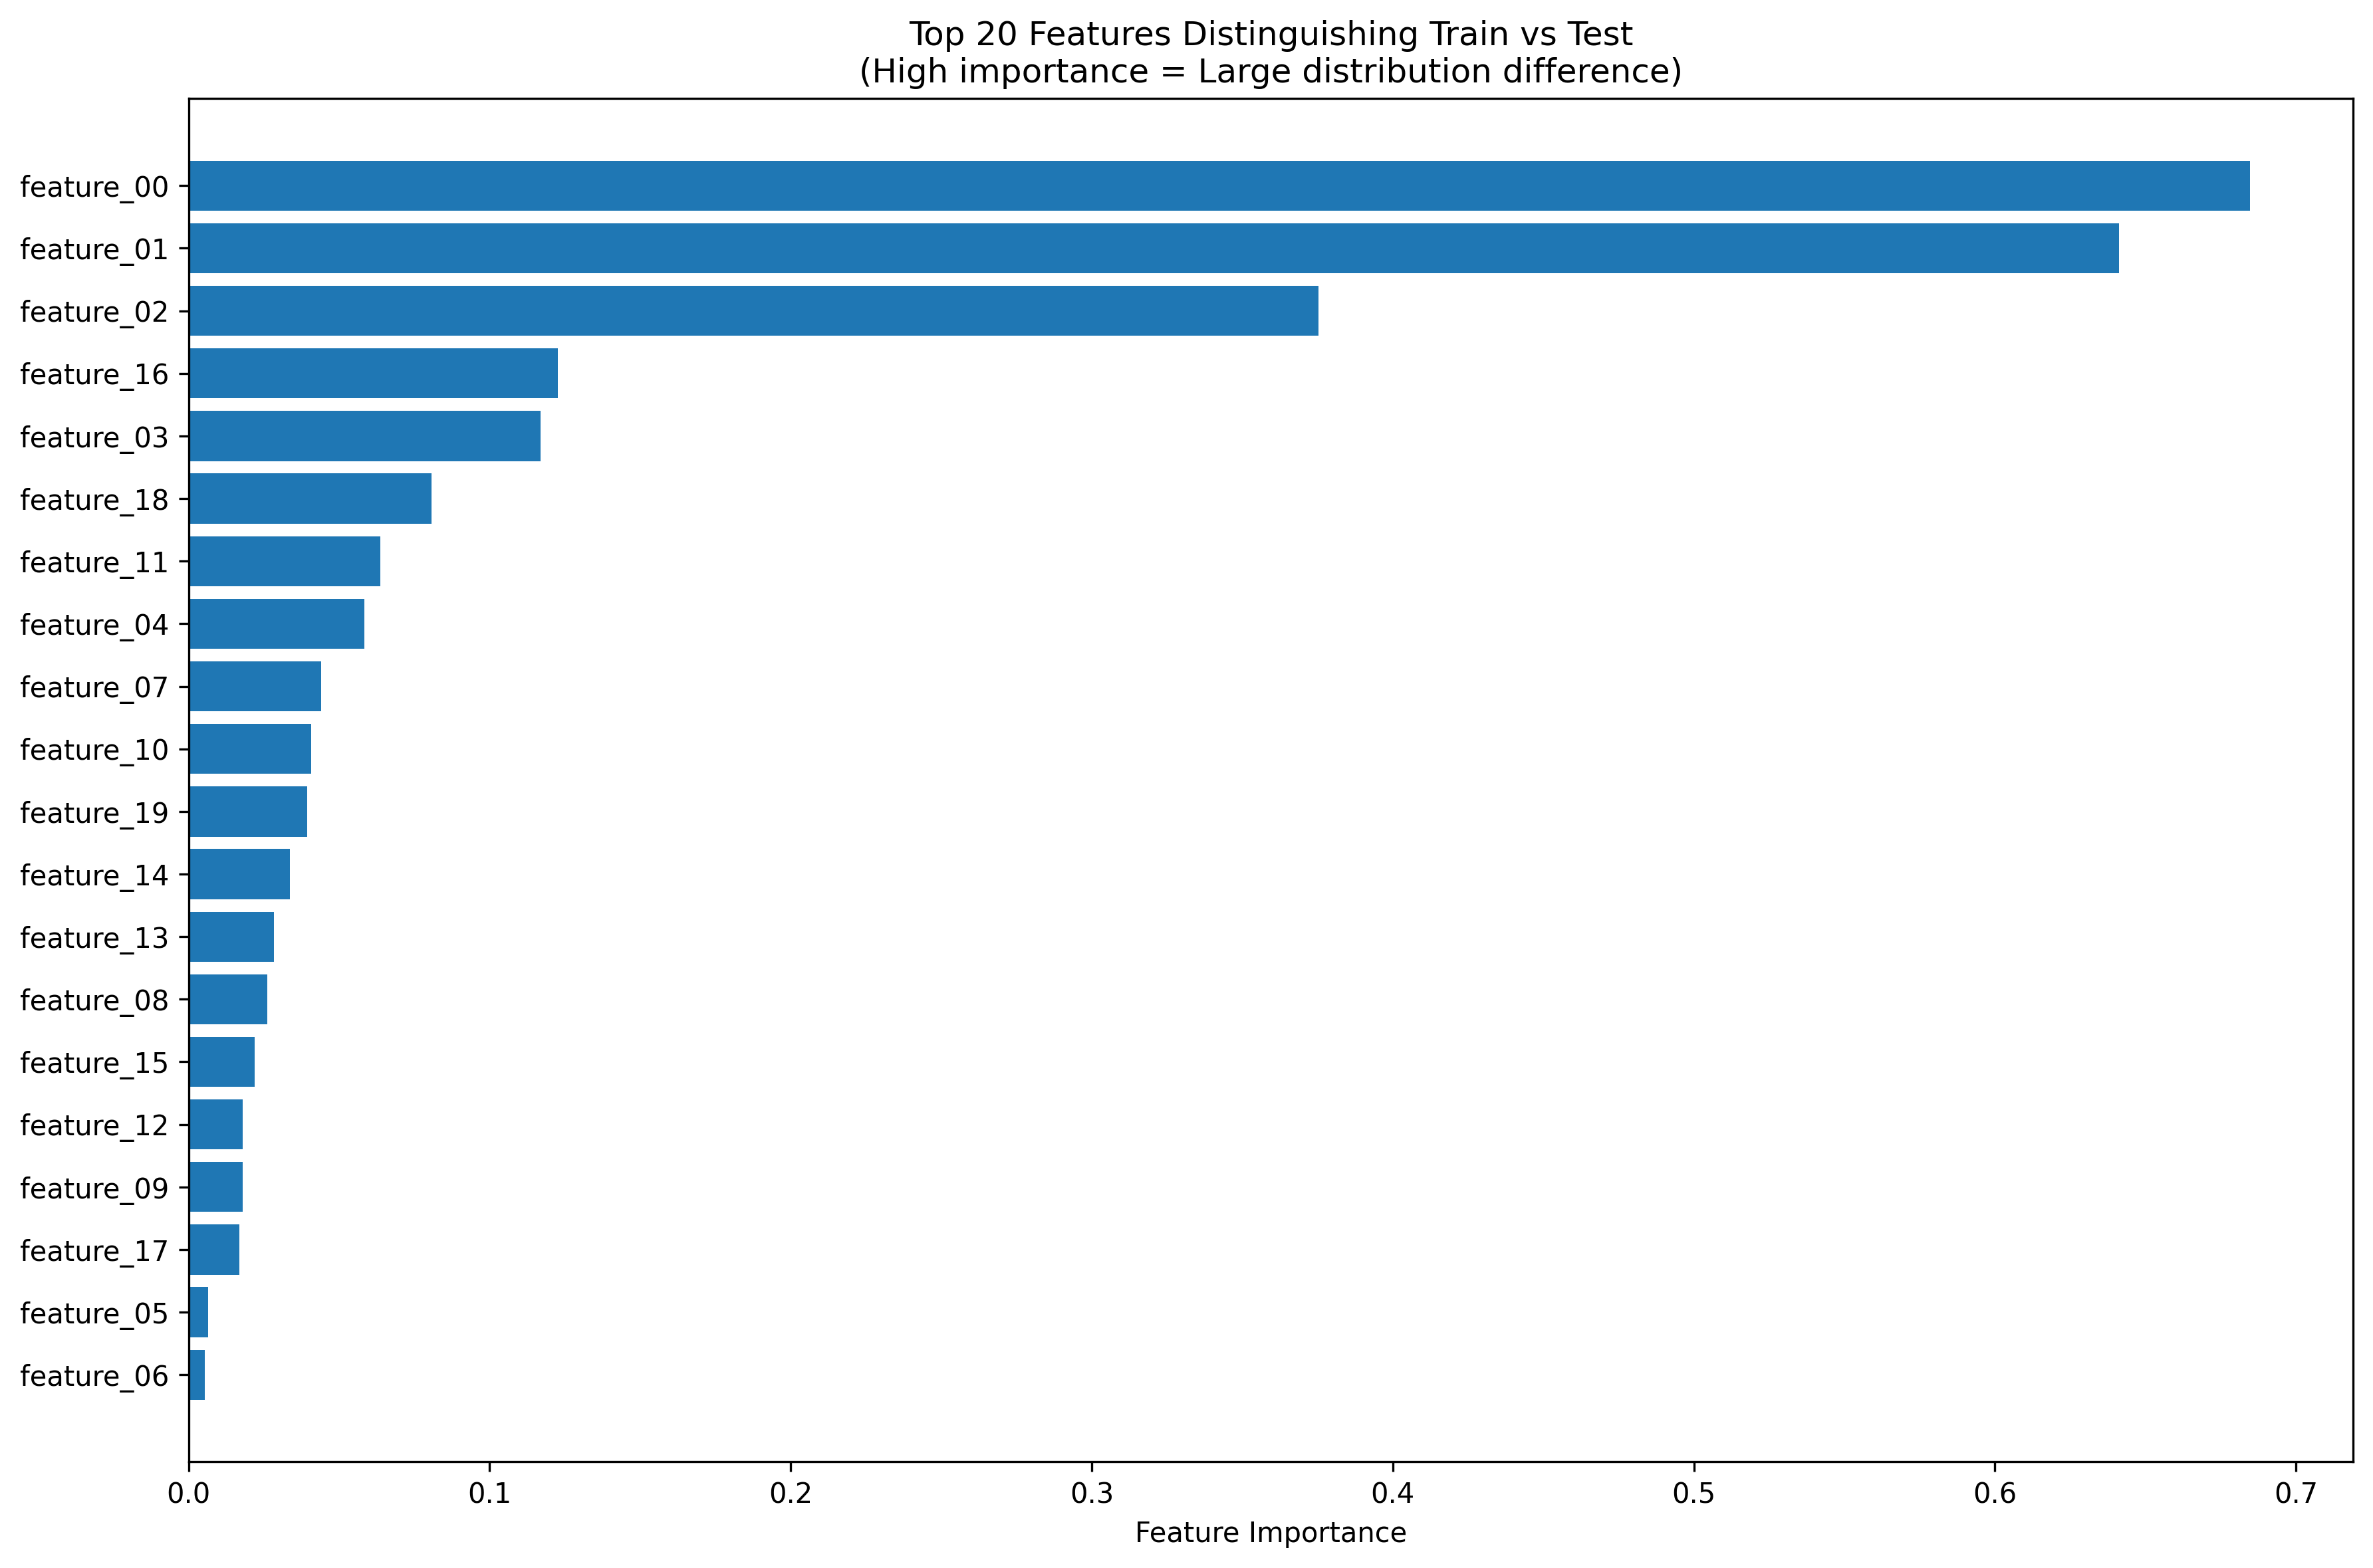 Top 20 Features Distinguishing Train vs Test
(High importance = Large distribution difference)
feature_00
feature_01
feature_02
feature_16
feature_03
feature_18
feature_11
feature_04
feature_07
feature_10
feature_19
feature_14
feature_13
feature_08
feature_15
feature_12
feature_09
feature_17
feature_05
feature_06
0.0 0.1 0.2 0.3 0.4 0.5 0.6 0.7
Feature Importance